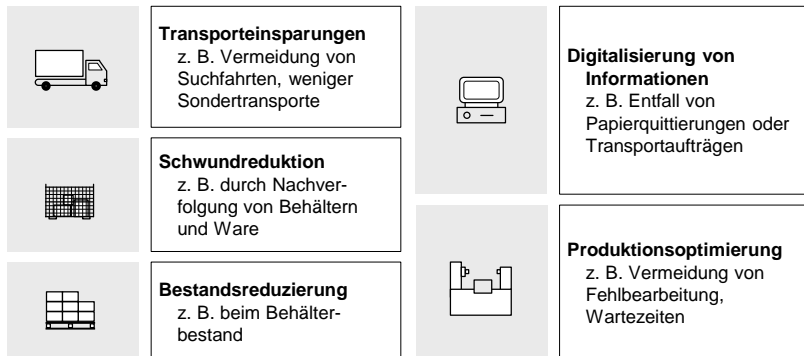 Transporteinsparungen
z. B. Vermeidung von
Suchfahrten, weniger
Sondertransporte
Schwundreduktion
z. B. durch Nachver-
folgung von Behältern
und Ware
Bestandsreduzierung
z. B. beim Behälter-
bestand
Digitalisierung von
Informationen
z. B. Entfall von
Papierquittierungen oder
Transportaufträgen
Produktionsoptimierung
z. B. Vermeidung von
Fehlbearbeitung,
Wartezeiten